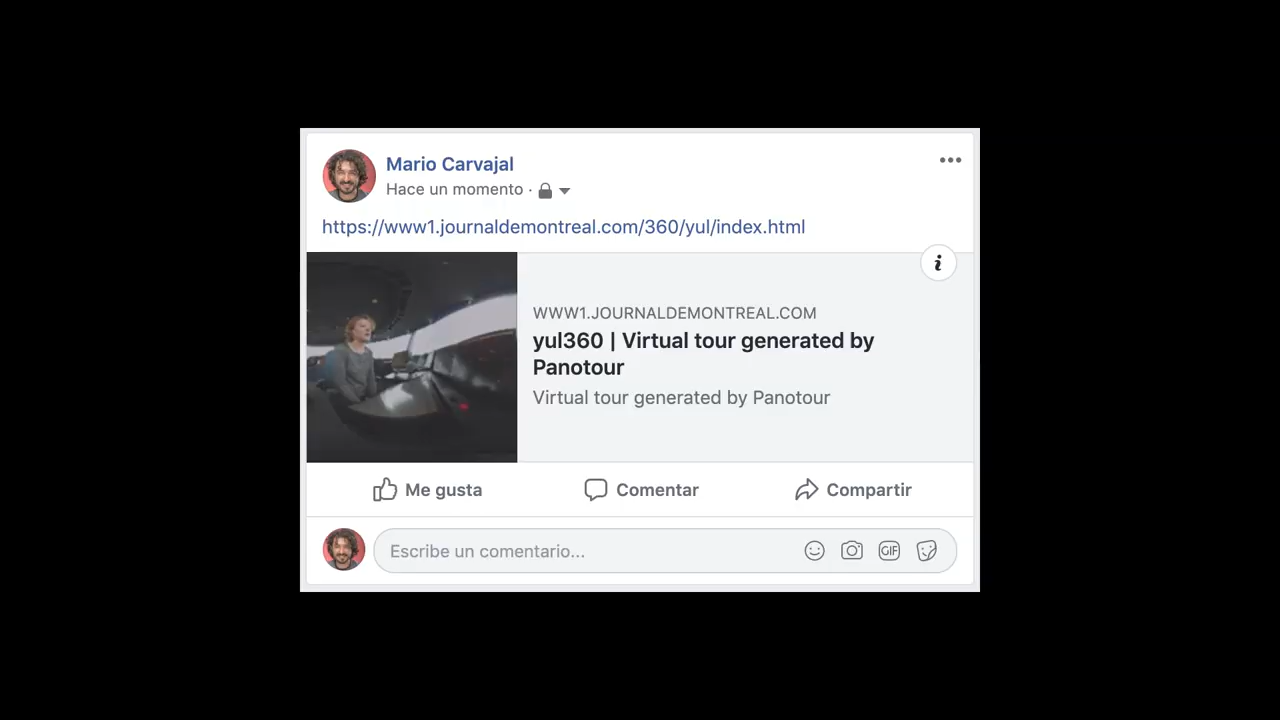 Mario Carvajal
Hace un momento ·
https://www1.journaldemontreal.com/360/yul/index.html
i
WWW1.JOURNALDEMONTREAL.COM
yul360 | Virtual tour generated by
Panotour
Virtual tour generated by Panotour
Me gusta
Comentar
Compartir
Escribe un comentario...
GIF